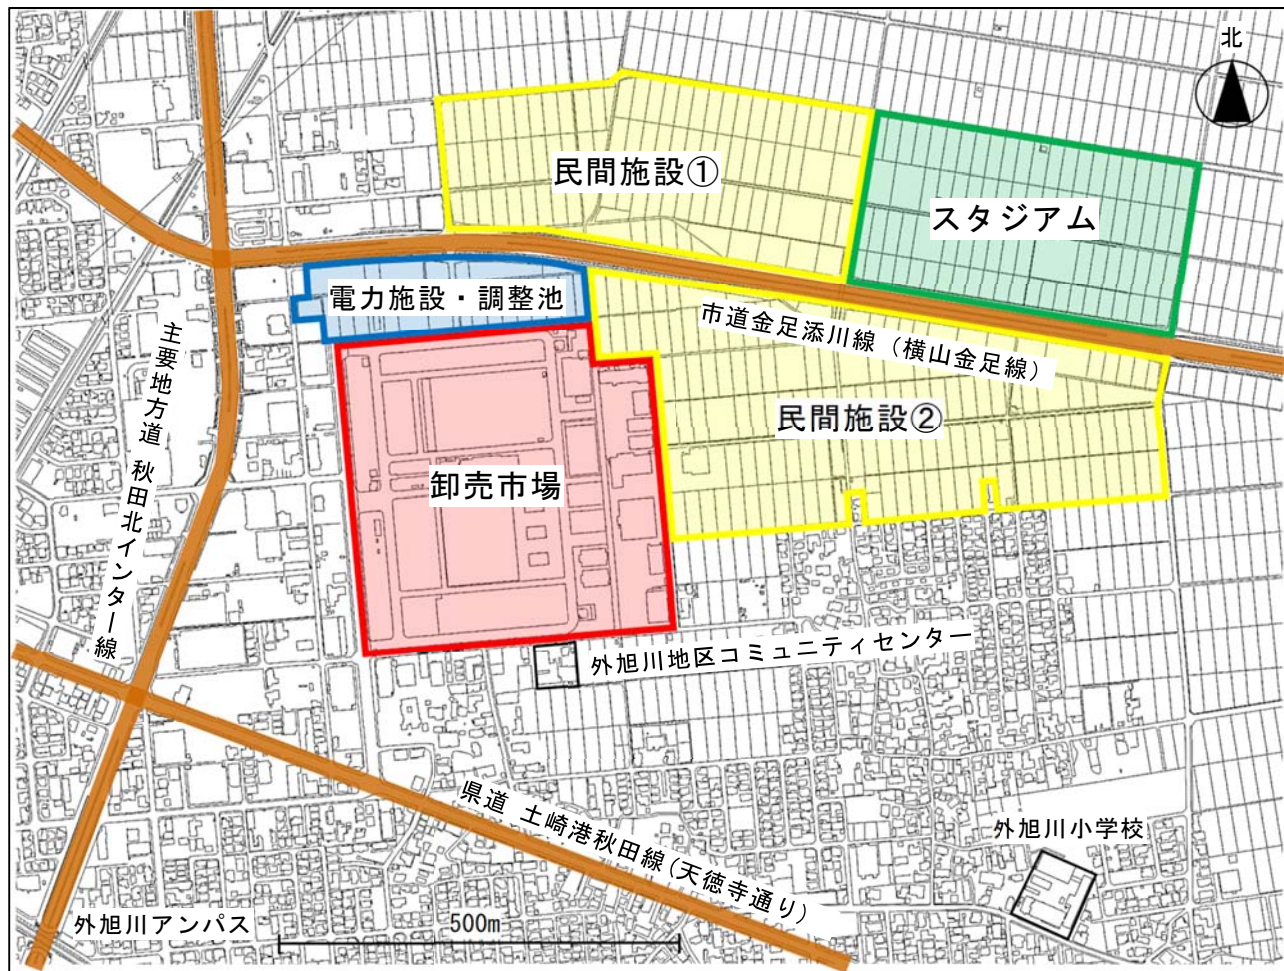 北
民間施設①
スタジアム
電力施設・調整池
市道金足添川線（横山金足線）
主要地方道 秋田北インター線
民間施設②
卸売市場
外旭川地区コミュニティセンター
県道 土崎港秋田線(天徳寺通り)
外旭川小学校
外旭川アンパス
500m